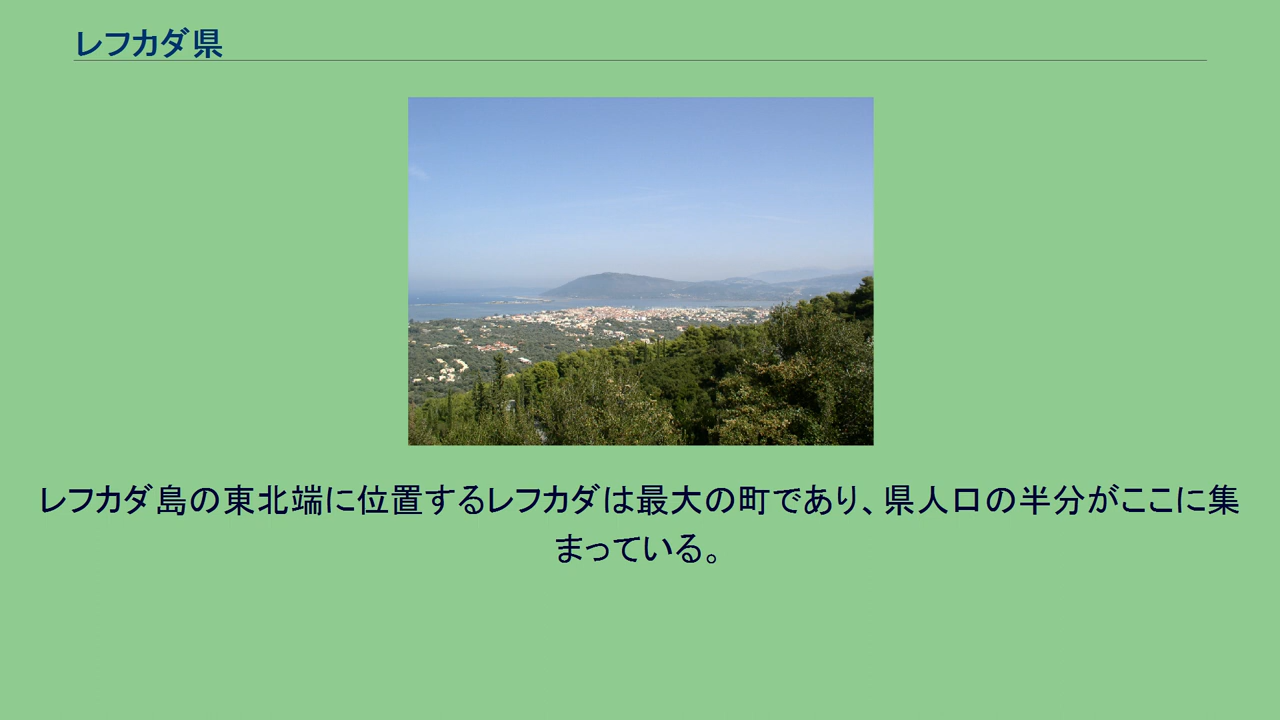 レフカダ県
レフカダ島の東北端に位置するレフカダは最大の町であり、県人口の半分がここに集
まっている。